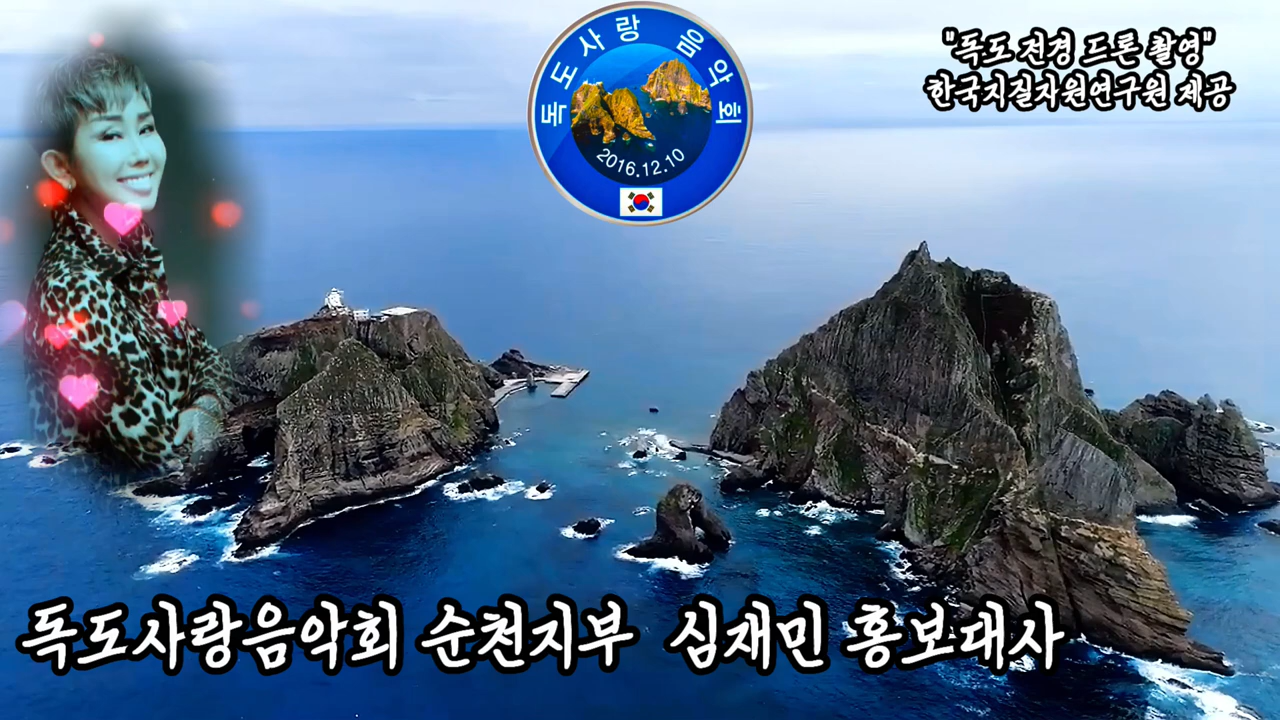 독도사랑 음악회
2016.12.10
"독도 전경 드론 촬영"
한국지질자원연구원 제공
독도사랑음악회 순천지부 심재민 홍보대사